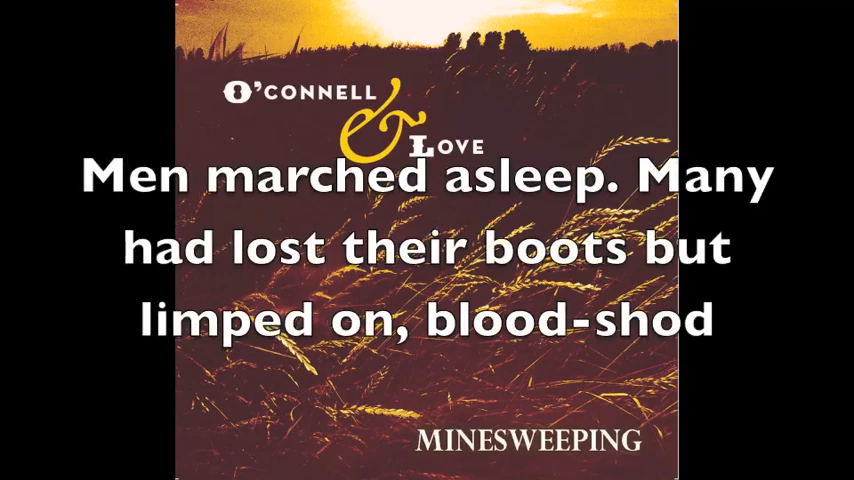 O'CONNELL
&
LOVE
Men marched asleep. Many
had lost their boots but
limped on, blood-shod
MINESWEEPING